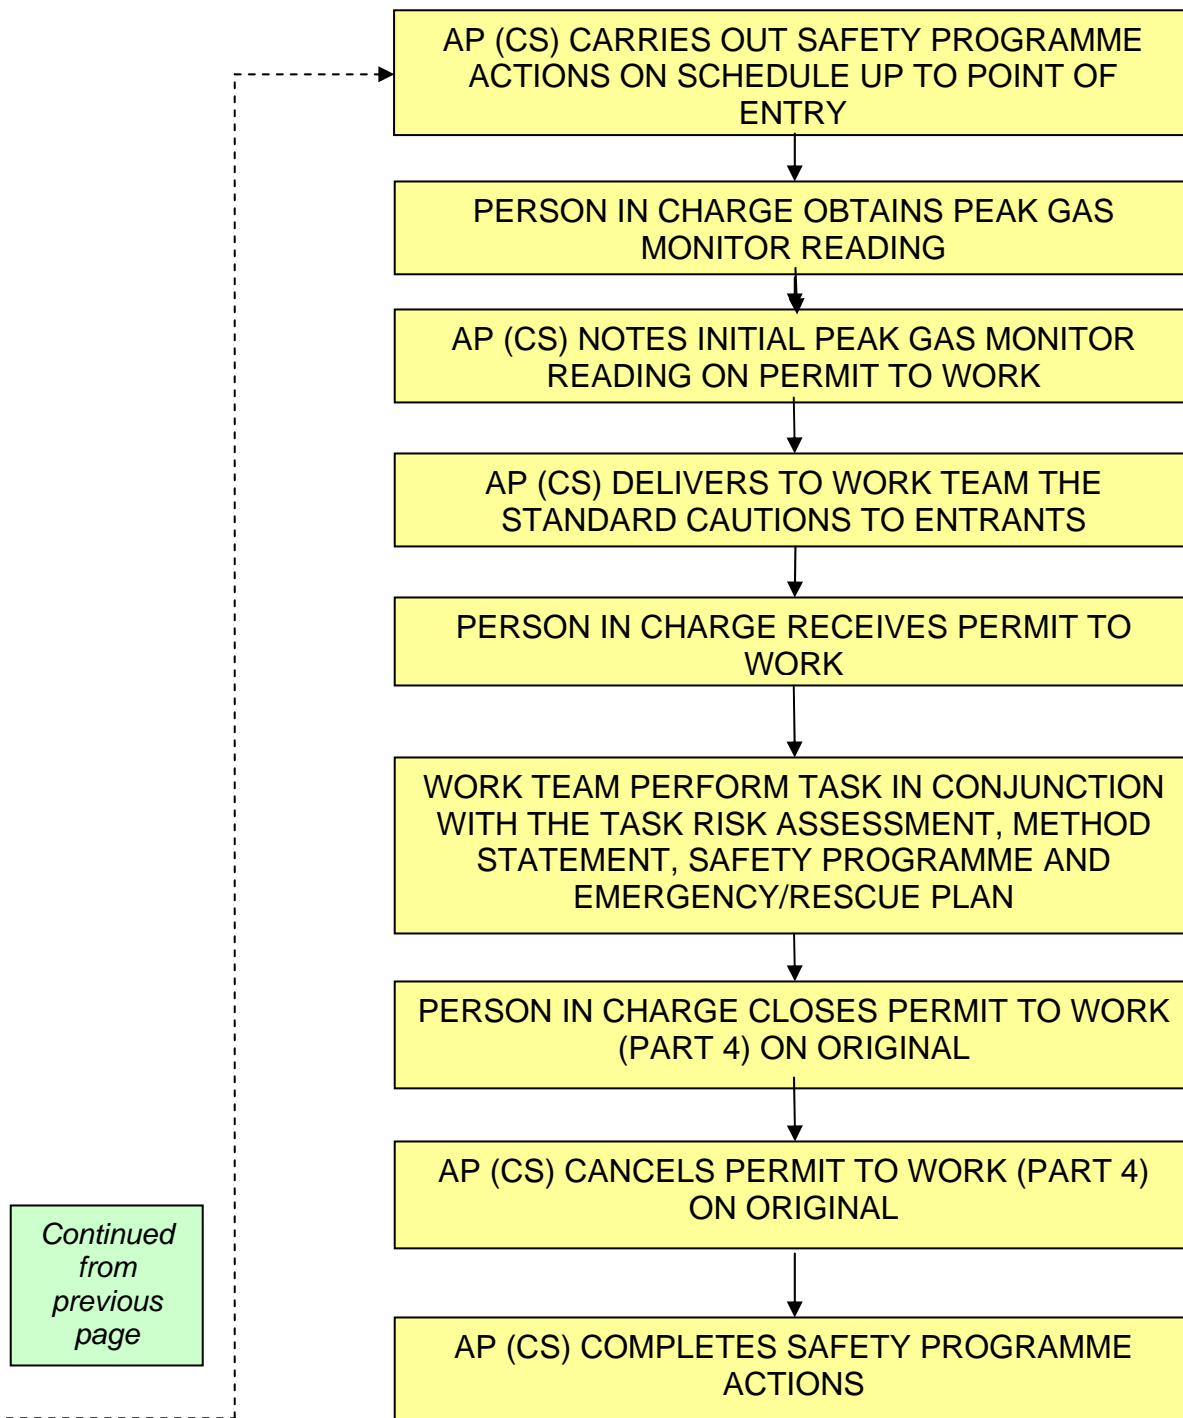 AP (CS) CARRIES OUT SAFETY PROGRAMME
ACTIONS ON SCHEDULE UP TO POINT OF
ENTRY
PERSON IN CHARGE OBTAINS PEAK GAS
MONITOR READING
AP (CS) NOTES INITIAL PEAK GAS MONITOR
READING ON PERMIT TO WORK
AP (CS) DELIVERS TO WORK TEAM THE
STANDARD CAUTIONS TO ENTRANTS
PERSON IN CHARGE RECEIVES PERMIT TO
WORK
WORK TEAM PERFORM TASK IN CONJUNCTION
WITH THE TASK RISK ASSESSMENT, METHOD
STATEMENT, SAFETY PROGRAMME AND
EMERGENCY/RESCUE PLAN
PERSON IN CHARGE CLOSES PERMIT TO WORK
(PART 4) ON ORIGINAL
AP (CS) CANCELS PERMIT TO WORK (PART 4)
ON ORIGINAL
Continued
from
previous
page
AP (CS) COMPLETES SAFETY PROGRAMME
ACTIONS